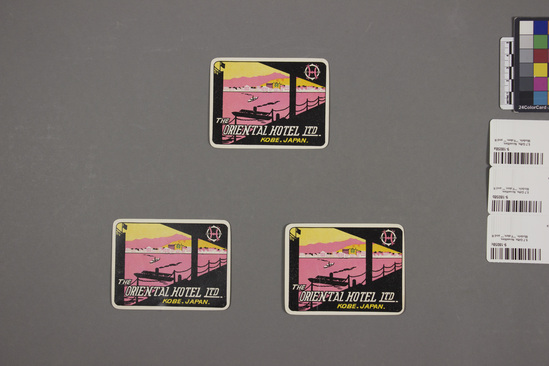 H
THE
ORIENTAL HOTEL LTD.
KOBE, JAPAN.
H
THE
ORIENTAL HOTEL LTD.
KOBE, JAPAN.
H
THE
ORIENTAL HOTEL LTD.
KOBE, JAPAN.